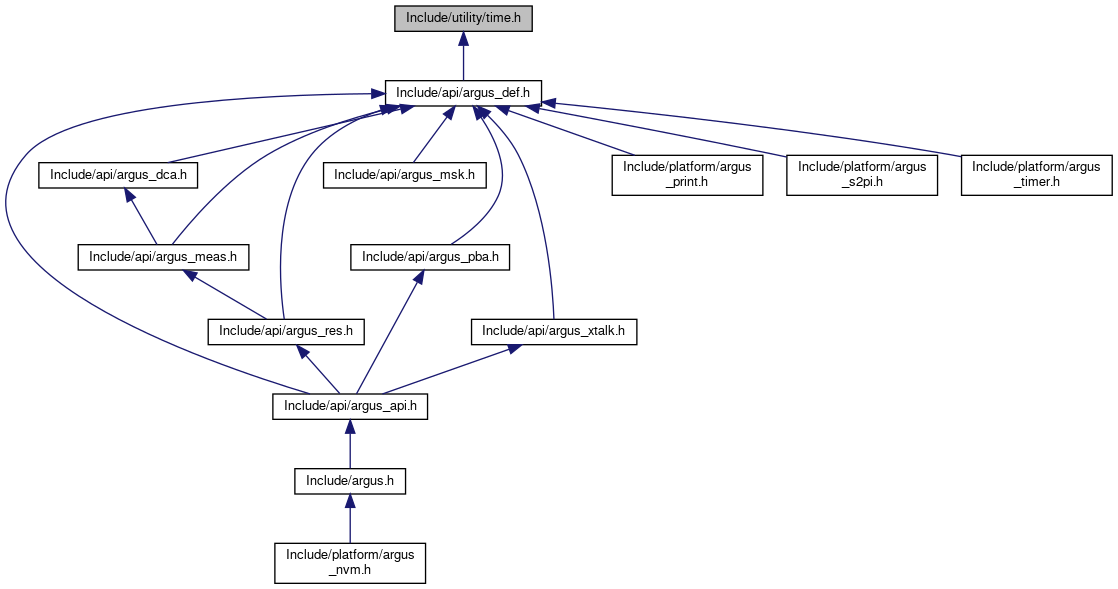 Include/utility/time.h
Include/api/argus_def.h
Include/api/argus_dca.h
Include/api/argus_msk.h
Include/platform/argus
_print.h
Include/platform/argus
_s2pi.h
Include/platform/argus
_timer.h
Include/api/argus_meas.h
Include/api/argus_pba.h
Include/api/argus_res.h
Include/api/argus_xtalk.h
Include/api/argus_api.h
Include/argus.h
Include/platform/argus
_nvm.h